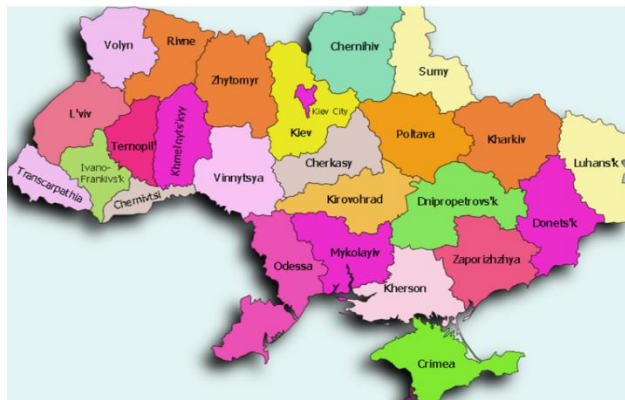 Volyn
Rivne
Zhytomyr
Chernihiv
Sumy
L'viv
Ternopil'
Khmelnyts'kyy
Kiev City
Kiev
Poltava
Kharkiv
Luhans'k
Ivano-
Frankivs'k
Transcarpathia
Chernivtsi
Vinnytsya
Cherkasy
Kirovohrad
Dnipropetrovs'k
Donets'k
Odessa
Mykolayiv
Zaporizhzhya
Kherson
Crimea